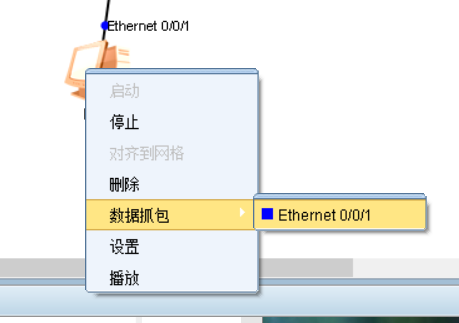 Ethernet 0/0/1
启动
停止
对齐到网格
删除
数据抓包
Ethernet 0/0/1
设置
播放